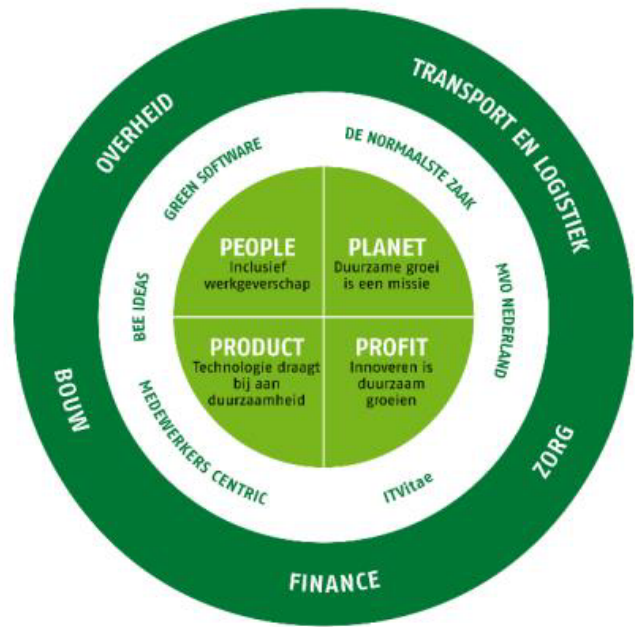 OVERHEID
TRANSPORT EN LOGISTIEK
ZORG
FINANCE
BOUW
GREEN SOFTWARE
DE NORMAALSTE ZAAK
MVO NEDERLAND
ITVitae
MEDEWERKERS CENTRIC
BEE IDEAS
PEOPLE
Inclusief
werkgeverschap
PLANET
Duurzame groei
is een missie
PRODUCT
Technologie draagt
bij aan
duurzaamheid
PROFIT
Innoveren is
duurzaam
groeien